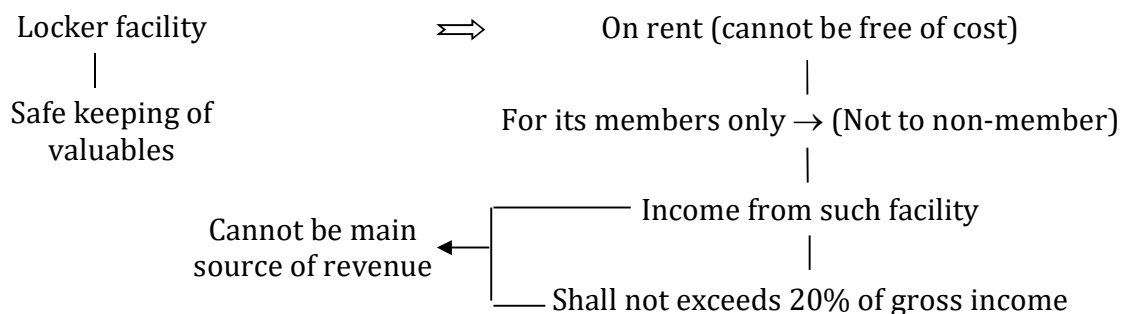 Locker facility ⇒ On rent (cannot be free of cost)
Safe keeping of
valuables
For its members only → (Not to non-member)
Income from such facility
Cannot be main
source of revenue
Shall not exceeds 20% of gross income